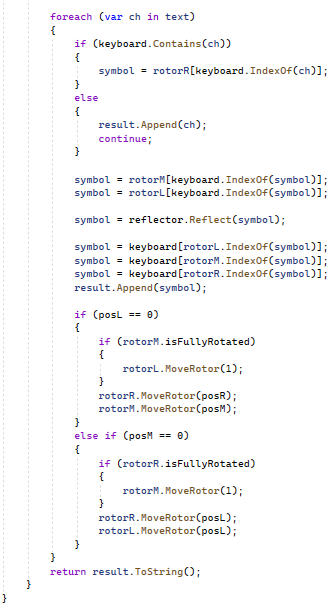 foreach (var ch in text)
{
if (keyboard.Contains(ch))
{
symbol = rotorR[keyboard.IndexOf(ch)];
}
else
{
result.Append(ch);
continue;
}
symbol = rotorM[keyboard.IndexOf(symbol)];
symbol = rotorL[keyboard.IndexOf(symbol)];
symbol = reflector.Reflect(symbol);
symbol = keyboard[rotorL.IndexOf(symbol)];
symbol = keyboard[rotorM.IndexOf(symbol)];
symbol = keyboard[rotorR.IndexOf(symbol)];
result.Append(symbol);
if (posL == 0)
{
if (rotorM.isFullyRotated)
{
rotorL.MoveRotor(1);
}
rotorR.MoveRotor(posR);
rotorM.MoveRotor(posM);
}
else if (posM == 0)
{
if (rotorR.isFullyRotated)
{
rotorM.MoveRotor(1);
}
rotorR.MoveRotor(posL);
rotorL.MoveRotor(posL);
}
}
return result.ToString();
}
}